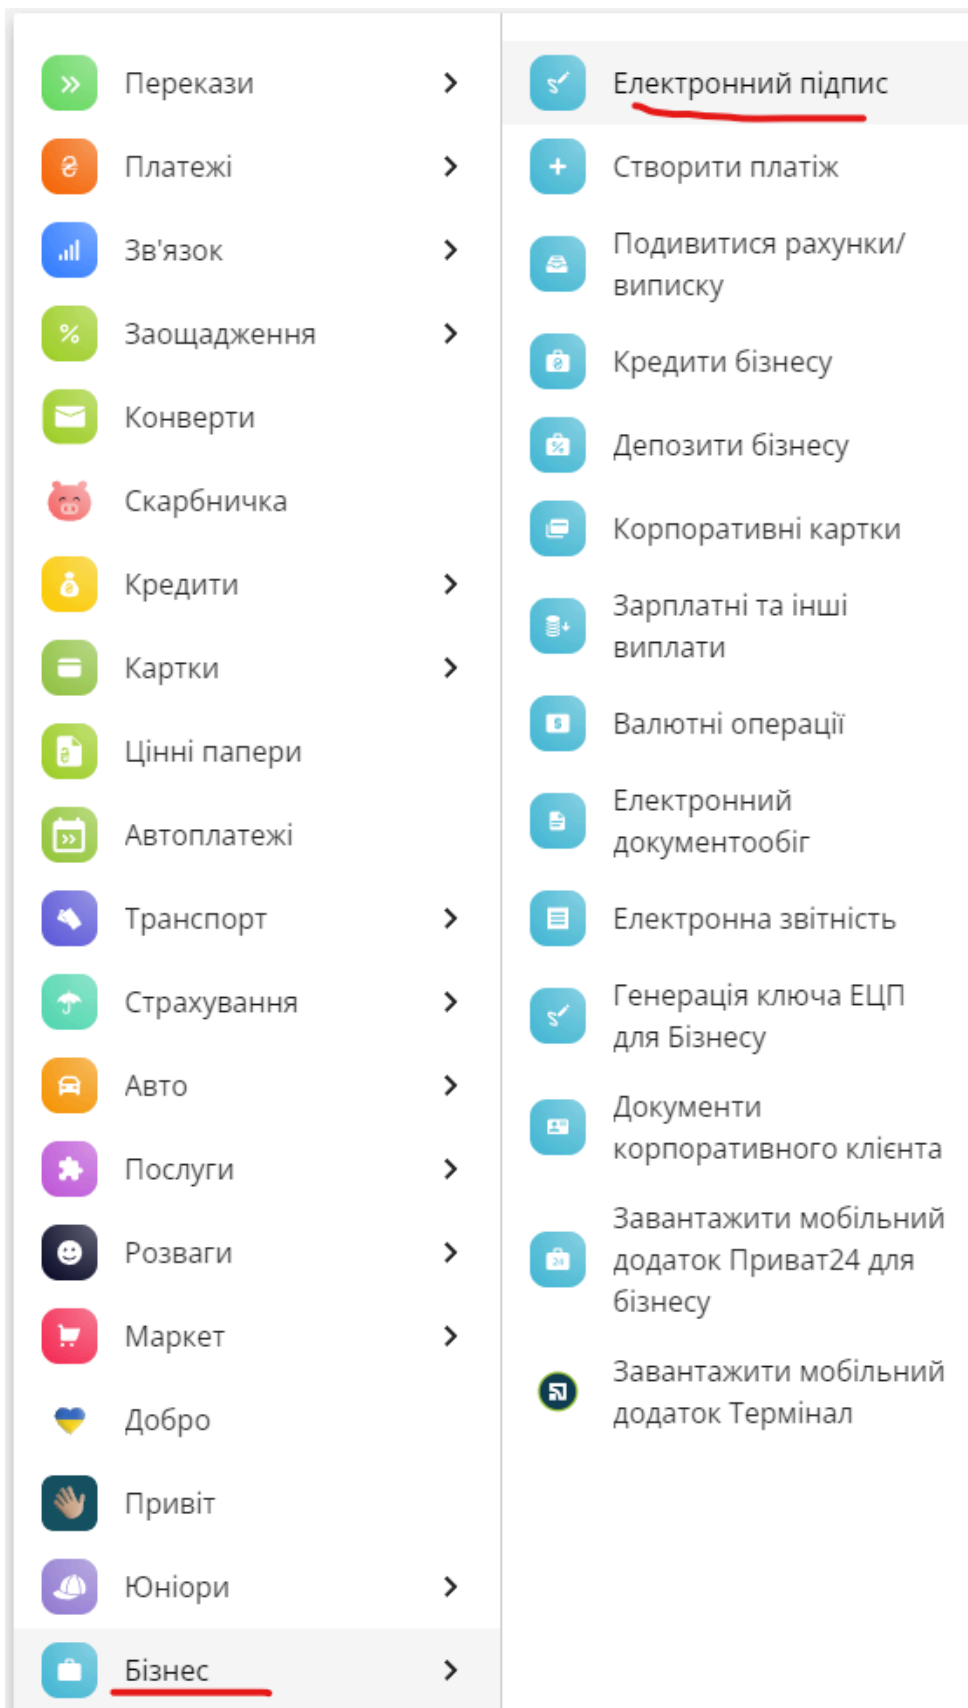 Перекази
Платежі
Зв'язок
Заощадження
Конверти
Скарбничка
Кредити
Картки
Цінні папери
Автоплатежі
Транспорт
Страхування
Авто
Послуги
Розваги
Маркет
Добро
Привіт
Юніори
Бізнес
Електронний підпис
Створити платіж
Подивитися рахунки/
виписку
Кредити бізнесу
Депозити бізнесу
Корпоративні картки
Зарплатні та інші
виплати
Валютні операції
Електронний
документообіг
Електронна звітність
Генерація ключа ЕЦП
для Бізнесу
Документи
корпоративного клієнта
24
Завантажити мобільний
додаток Приват24 для
бізнесу
Завантажити мобільний
додаток Термінал